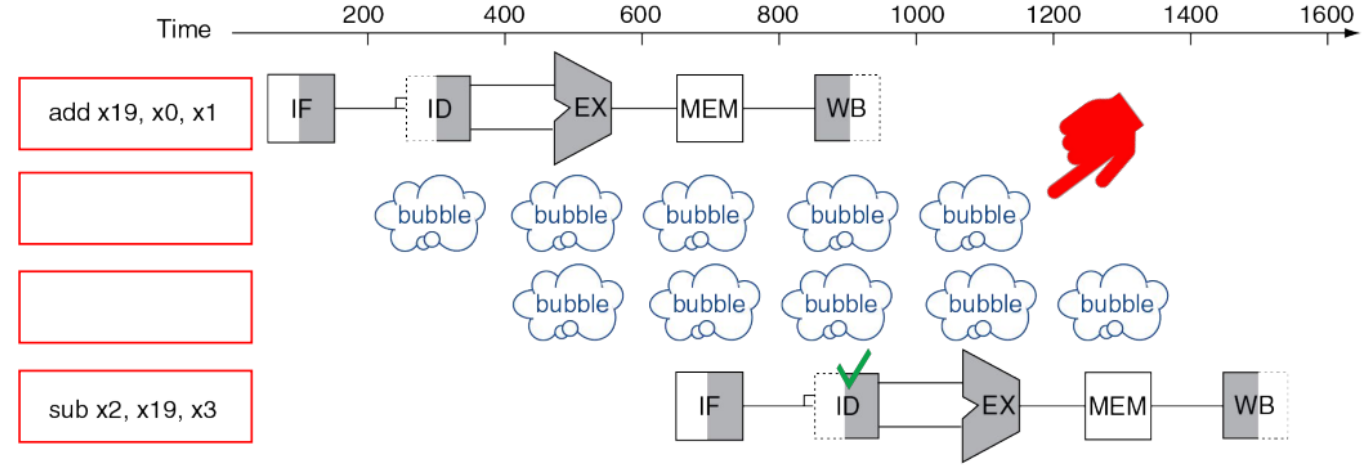 Time 200 400 600 800 1000 1200 1400 1600
add x19, x0, x1 IF ID EX MEM WB
bubble bubble bubble bubble bubble
bubble bubble bubble bubble bubble
sub x2, x19, x3 IF ID EX MEM WB